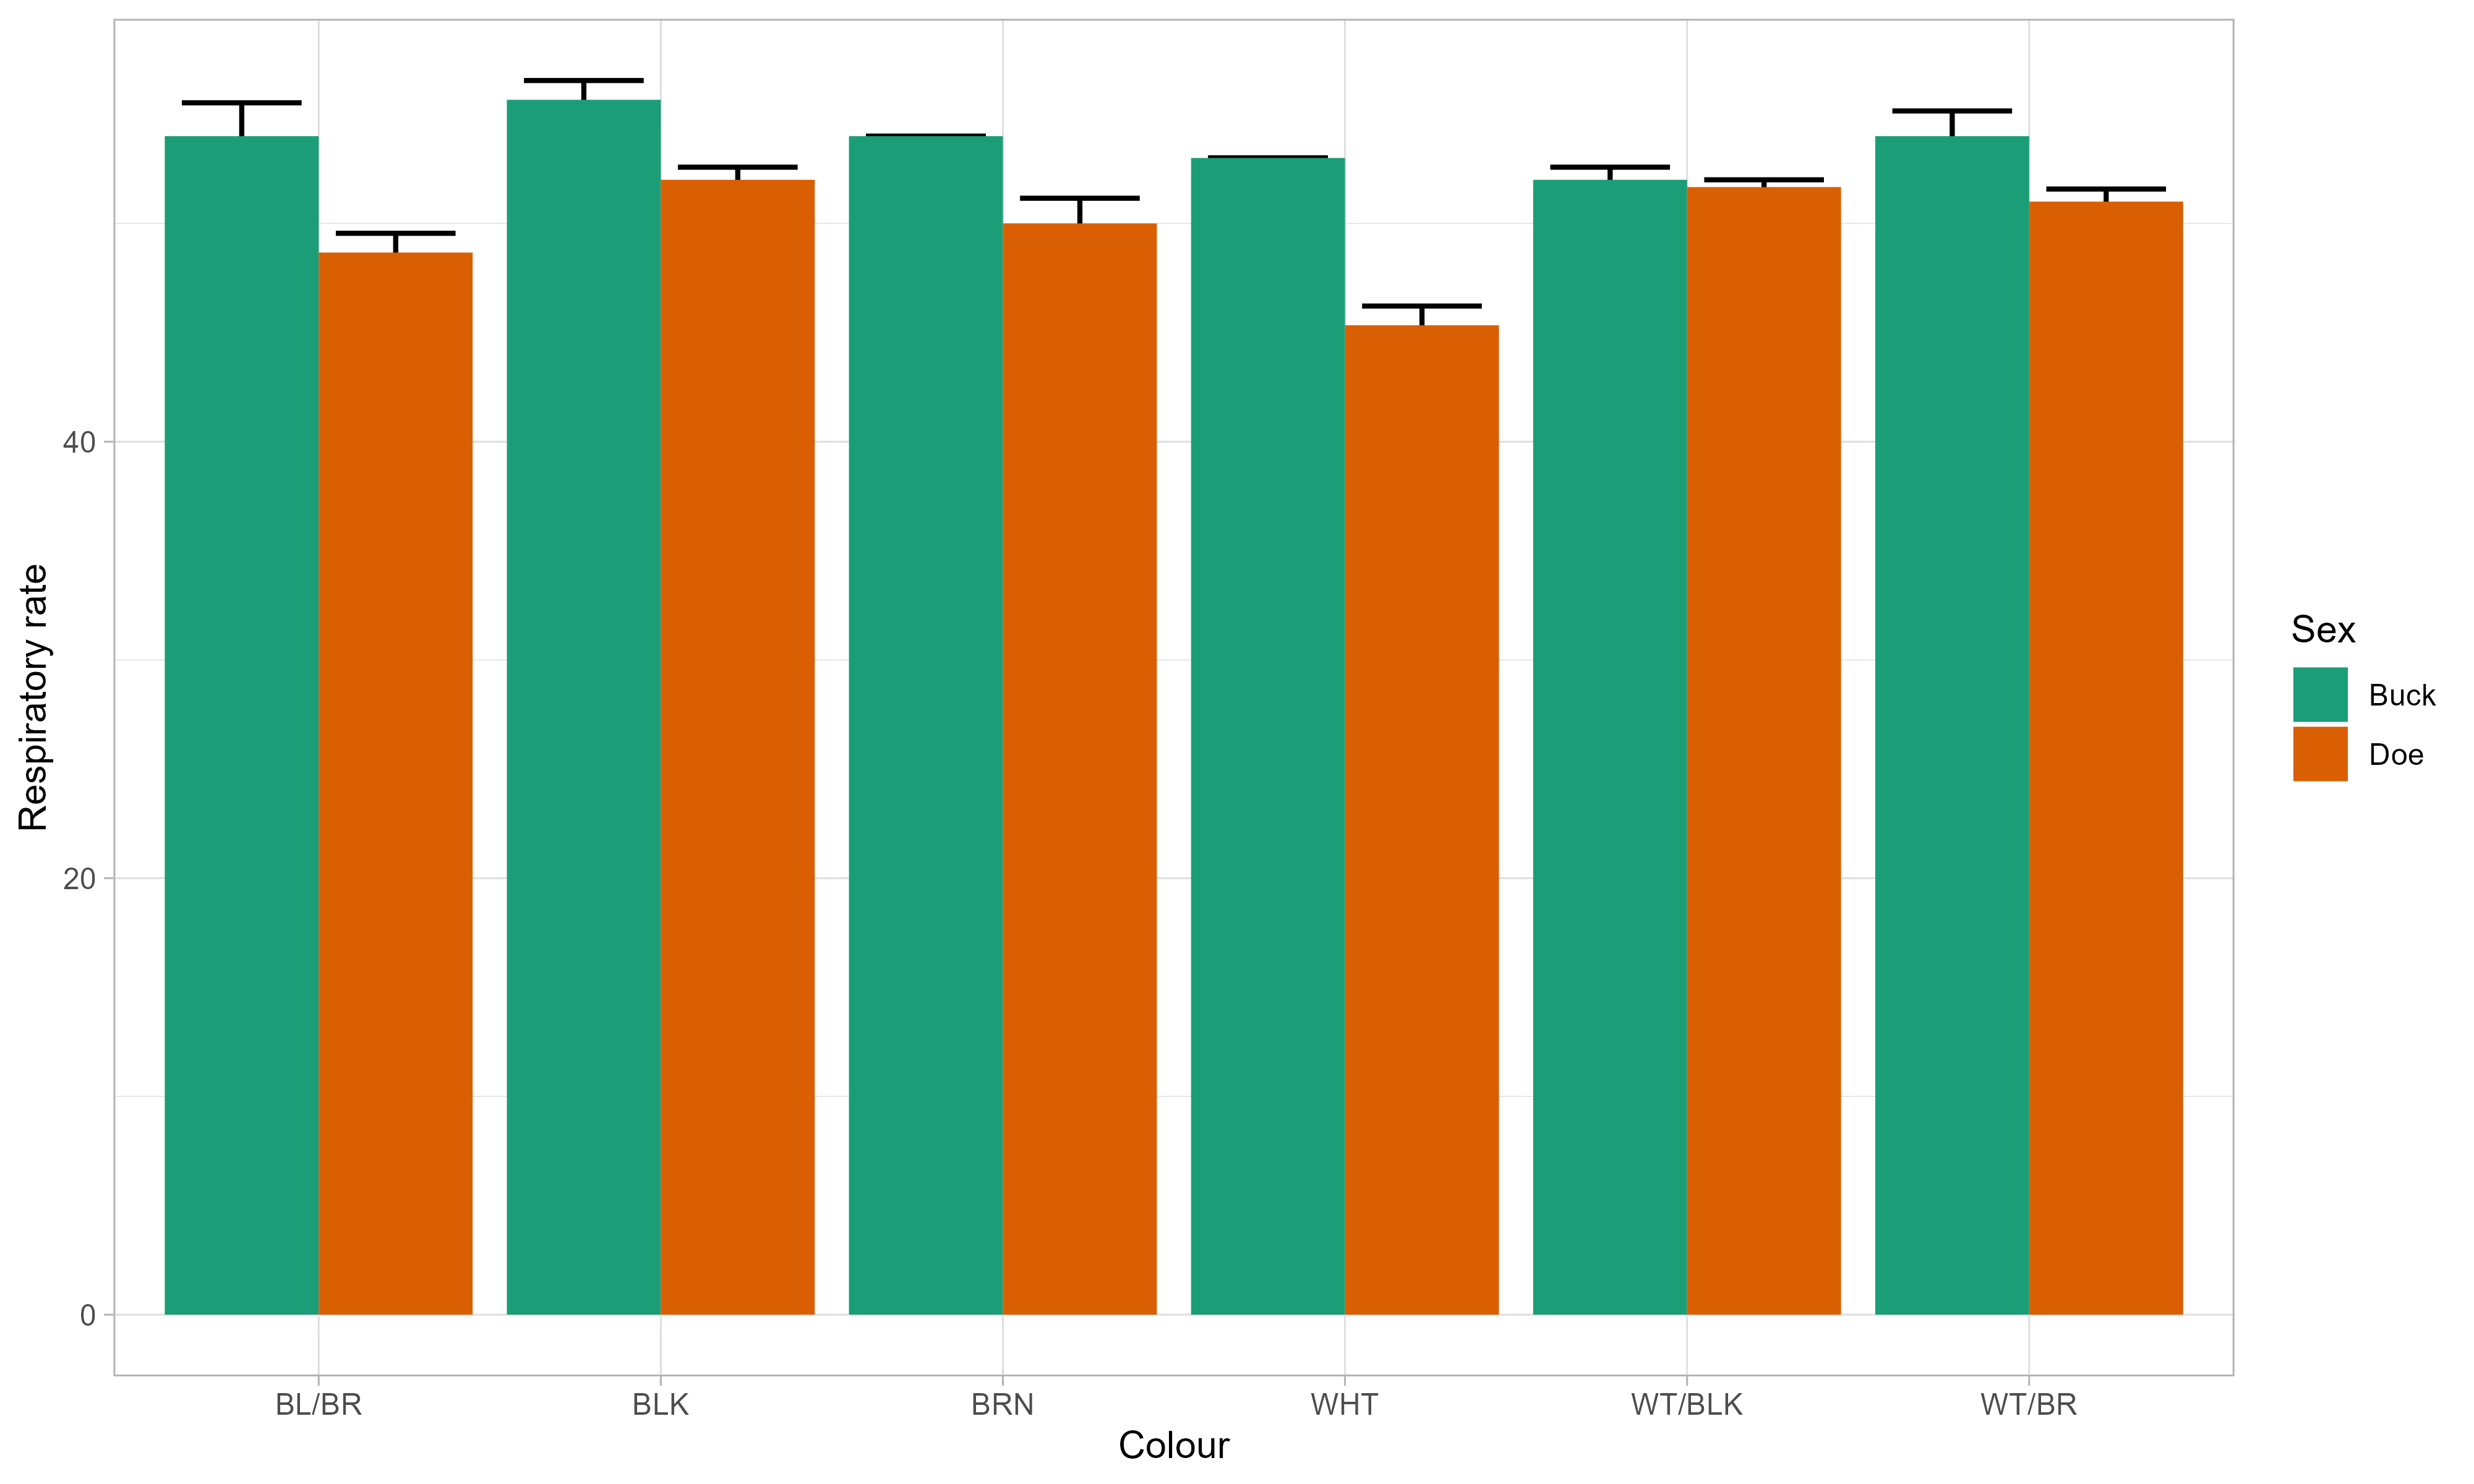 Respiratory rate
40
20
0
BL/BR
BLK
BRN
WHT
WT/BLK
WT/BR
Colour
Sex
Buck
Doe